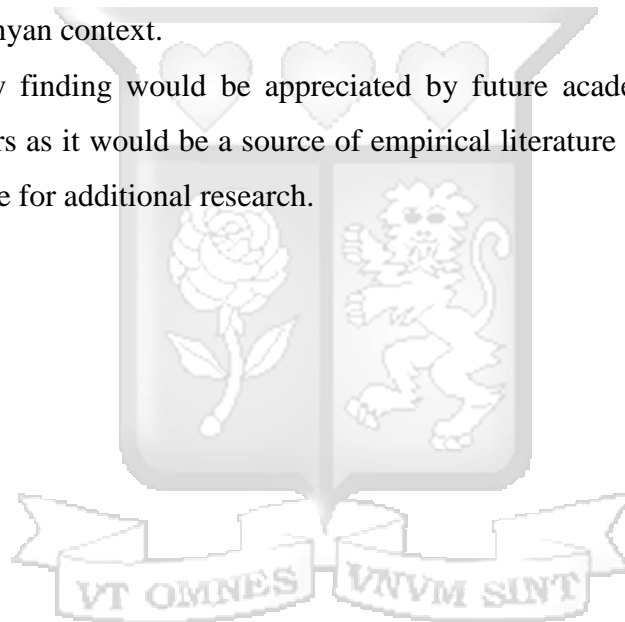 nyan context.
y finding would be appreciated by future acade
rs as it would be a source of empirical literature
e for additional research.
VT OMNES VNVM SINT